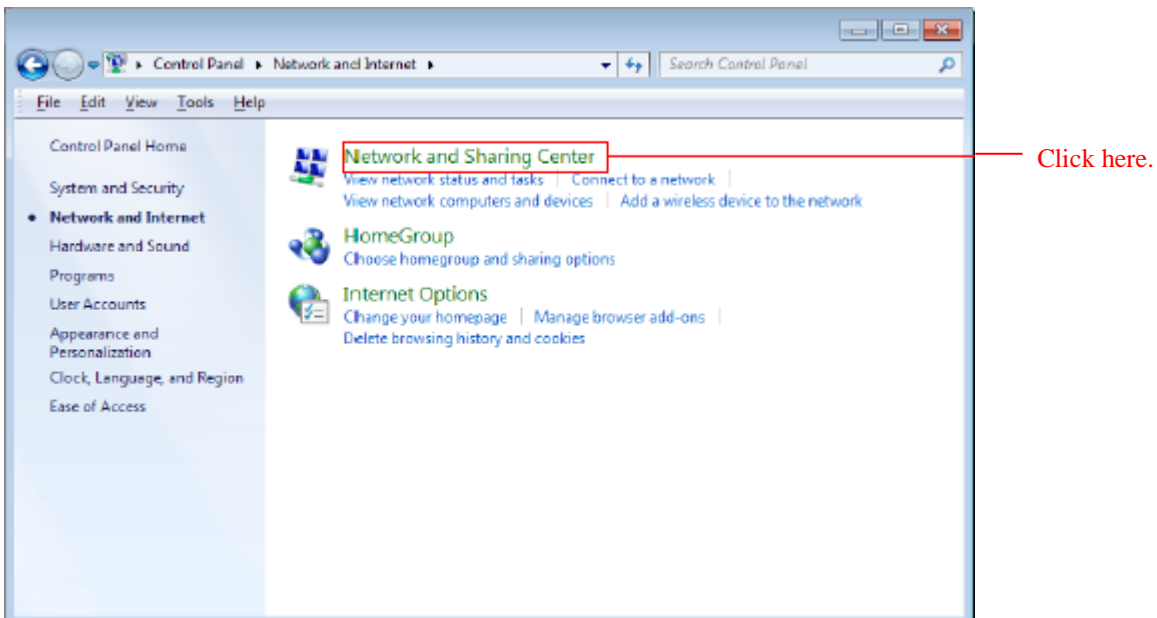 Control Panel Network and Internet Search Control Panel
File Edit View Tools Help
Control Panel Home
System and Security
Network and Internet
Hardware and Sound
Programs
User Accounts
Appearance and
Personalization
Clock, Language, and Region
Ease of Access
Network and Sharing Center
View network status and tasks Connect to a network
View network computers and devices Add a wireless device to the network
HomeGroup
Choose homegroup and sharing options
Internet Options
Change your homepage Manage browser add-ons
Delete browsing history and cookies
Click here.